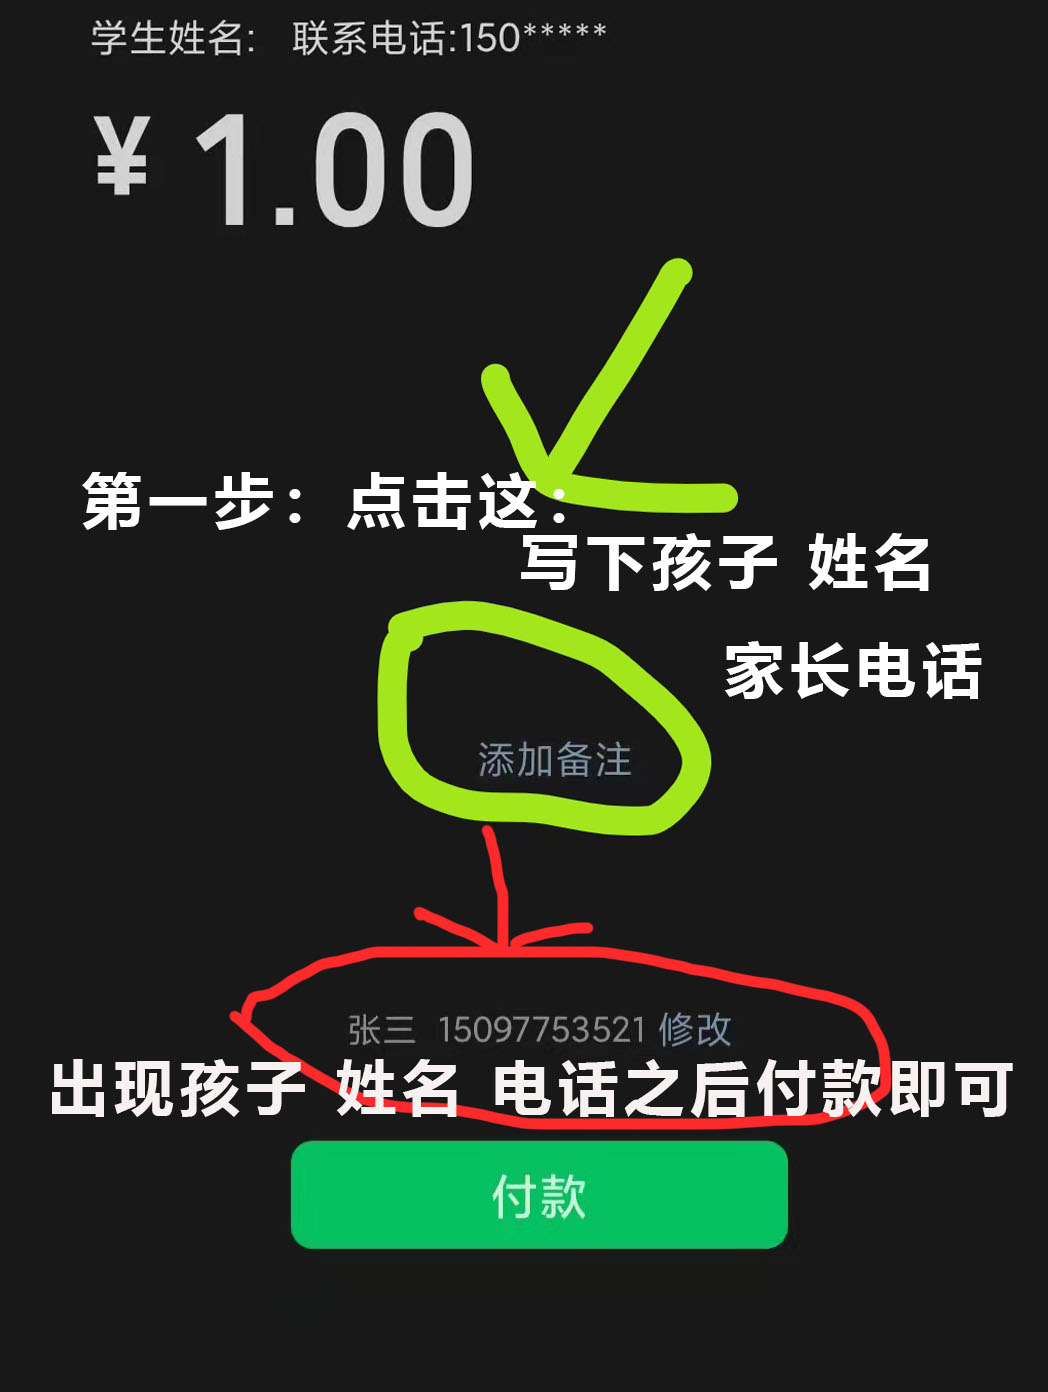 学生姓名: 联系电话:150*****
¥ 1.00
第一步：点击这：
写下孩子 姓名
家长电话
添加备注
张三 15097753521 修改
出现孩子 姓名 电话之后付款即可
付款